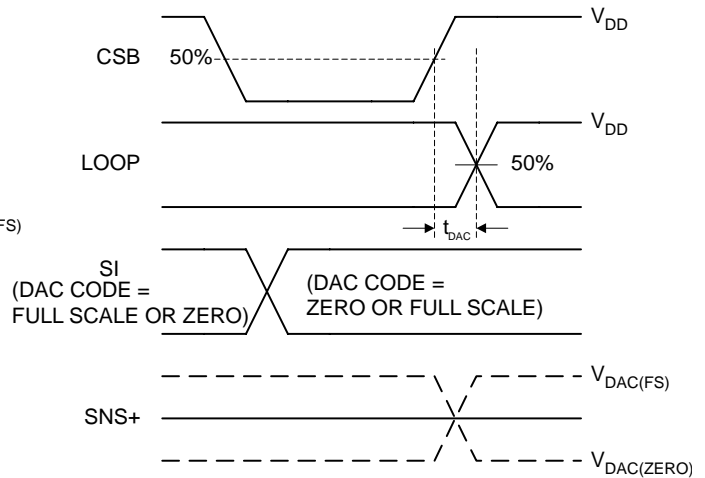 V_DD
CSB
50%
V_DD
LOOP
50%
FS)
t_DAC
SI
(DAC CODE =
FULL SCALE OR ZERO)
(DAC CODE =
ZERO OR FULL SCALE)
V_DAC(FS)
SNS+
V_DAC(ZERO)